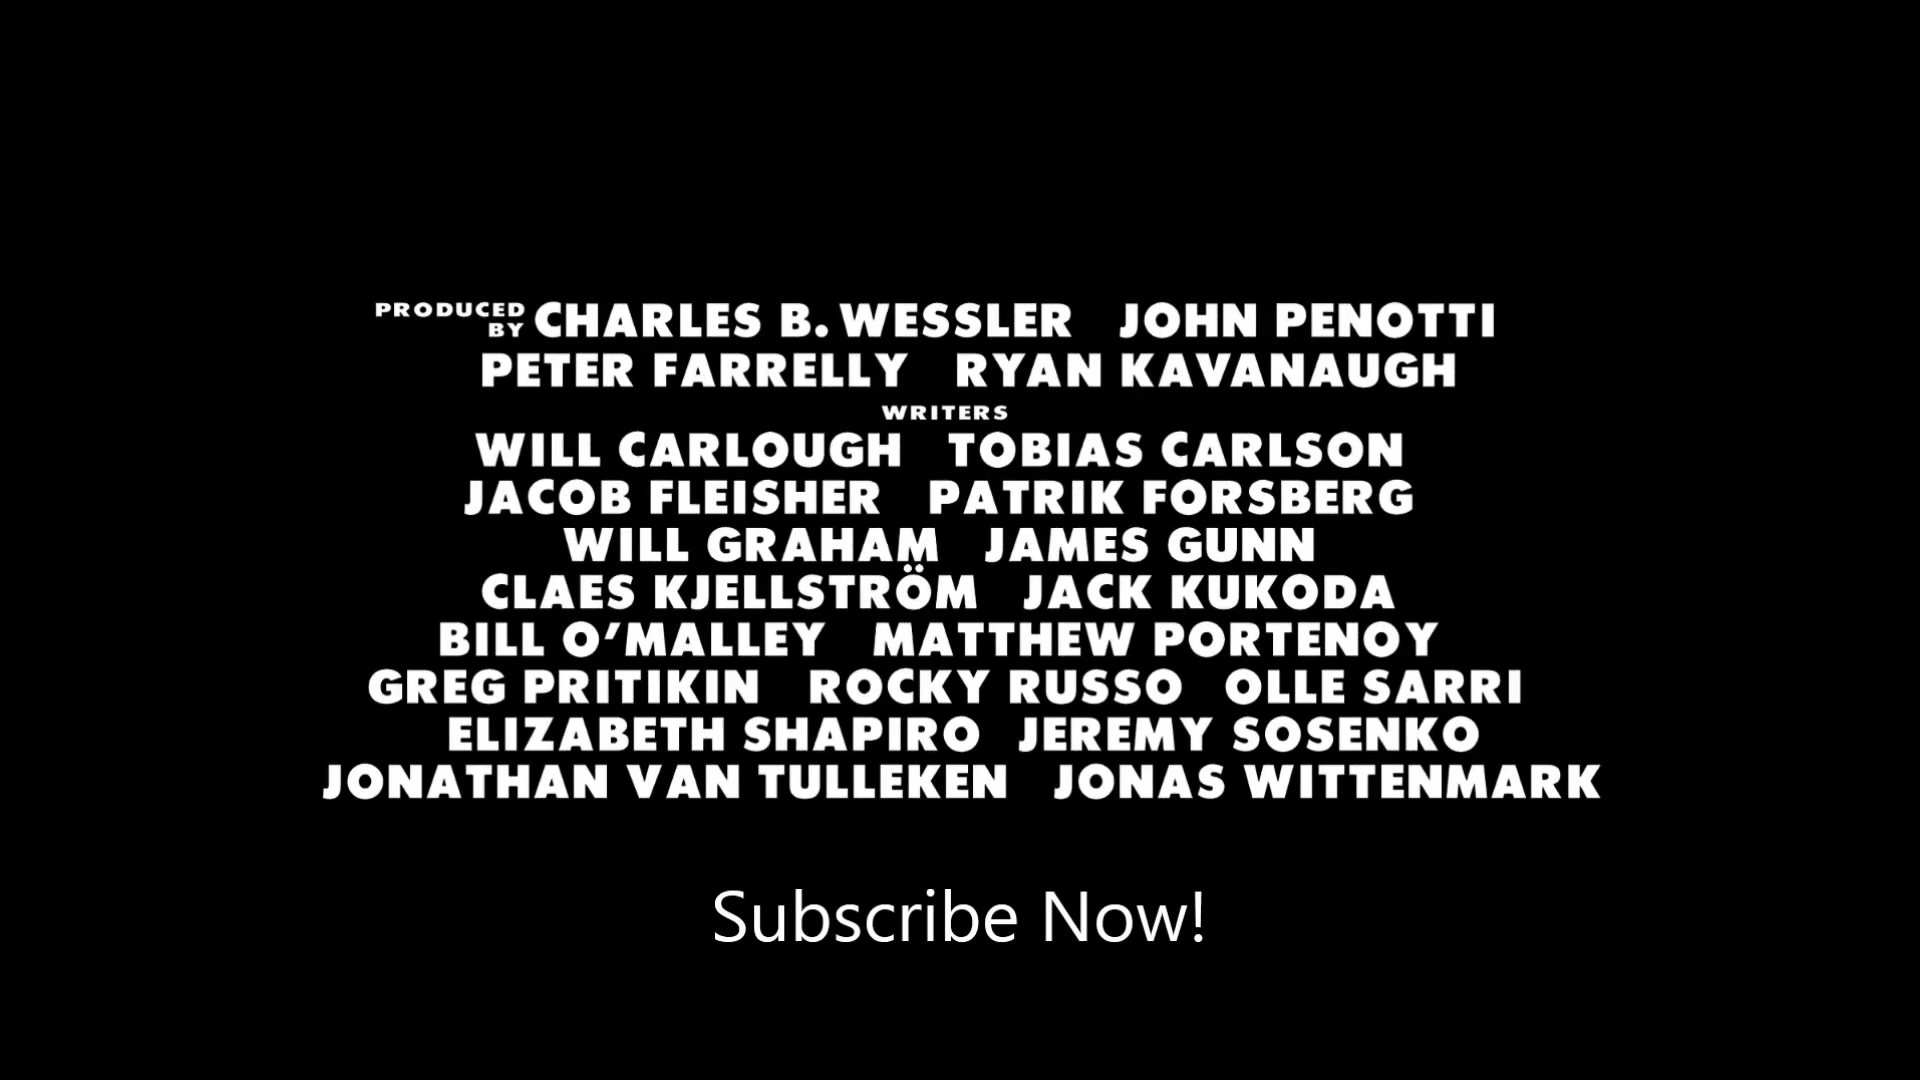 PRODUCED BY CHARLES B. WESSLER JOHN PENOTTI
PETER FARRELLY RYAN KAVANAUGH
WRITERS
WILL CARLOUGH TOBIAS CARLSON
JACOB FLEISHER PATRIK FORSBERG
WILL GRAHAM JAMES GUNN
CLAES KJELLSTRÖM JACK KUKODA
BILL O’MALLEY MATTHEW PORTENOY
GREG PRITIKIN ROCKY RUSSO OLLE SARRI
ELIZABETH SHAPIRO JEREMY SOSENKO
JONATHAN VAN TULLEKEN JONAS WITTENMARK
Subscribe Now!